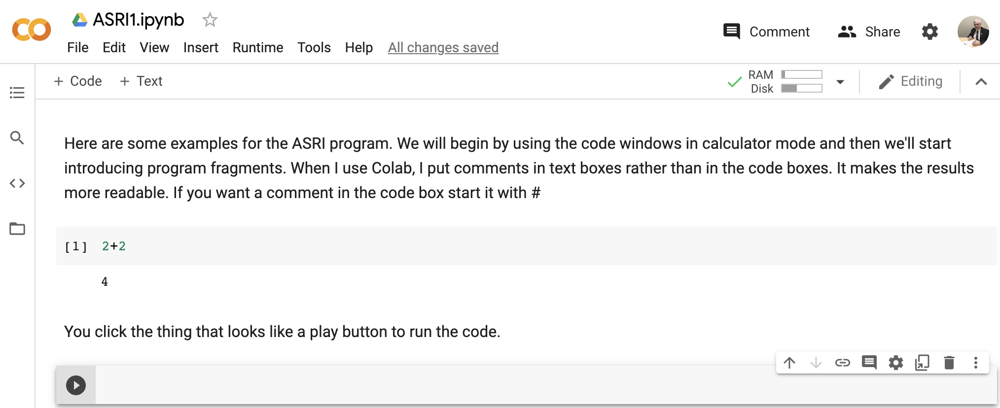 ASRI1.ipynb
File Edit View Insert Runtime Tools Help All changes saved
Comment Share
+ Code + Text
RAM
Disk
Editing
Here are some examples for the ASRI program. We will begin by using the code windows in calculator mode and then we'll start
introducing program fragments. When I use Colab, I put comments in text boxes rather than in the code boxes. It makes the results
more readable. If you want a comment in the code box start it with #
[1] 2+2
4
You click the thing that looks like a play button to run the code.